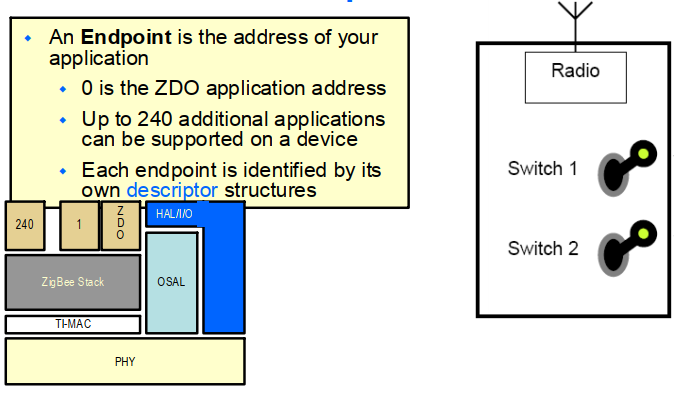 An Endpoint is the address of your
application
0 is the ZDO application address
Up to 240 additional applications
can be supported on a device
Each endpoint is identified by its
own descriptor structures
240
1
Z
D
O
HAL/I/O
ZigBee Stack
OSAL
TI-MAC
PHY
Radio
Switch 1
Switch 2